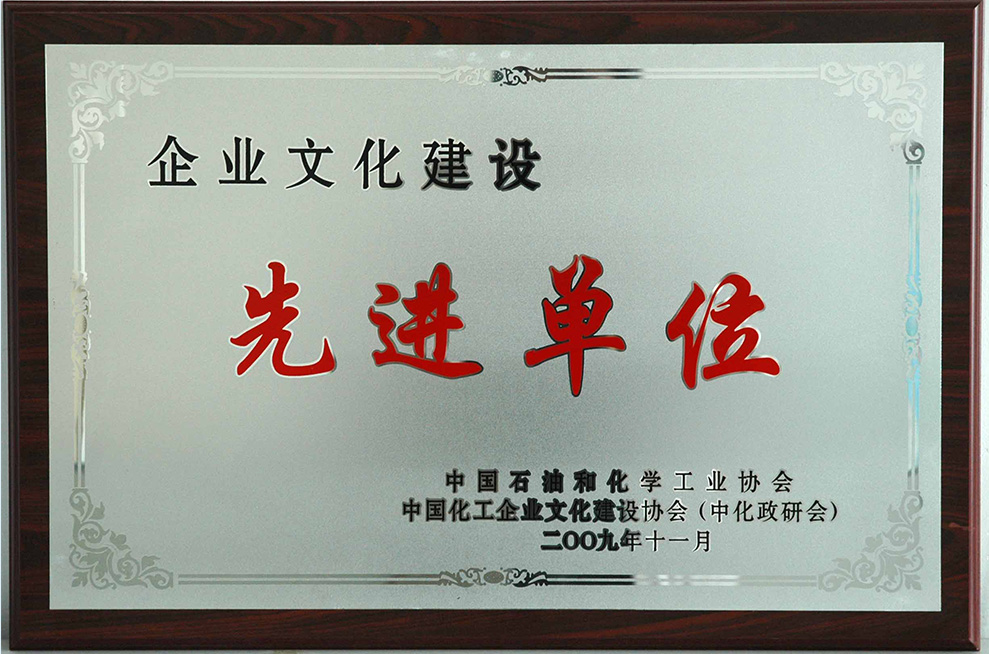 企业文化建设
先进单位
中国石油和化学工业协会
中国化工企业文化建设协会(中化政研会)
二OO九年十一月